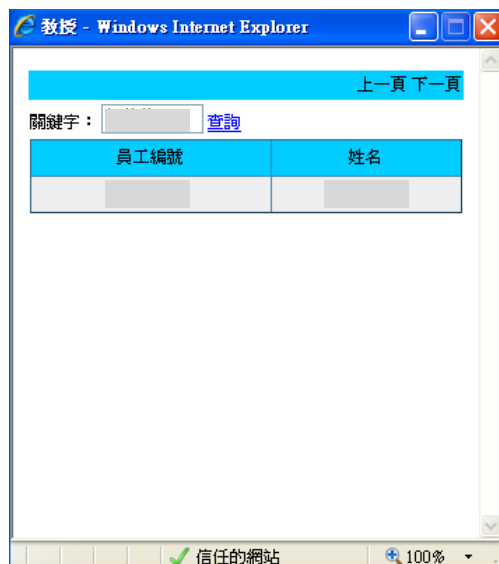 教授 - Windows Internet Explorer
上一頁 下一頁
關鍵字： 查詢
員工編號 姓名
信任的網站 100%